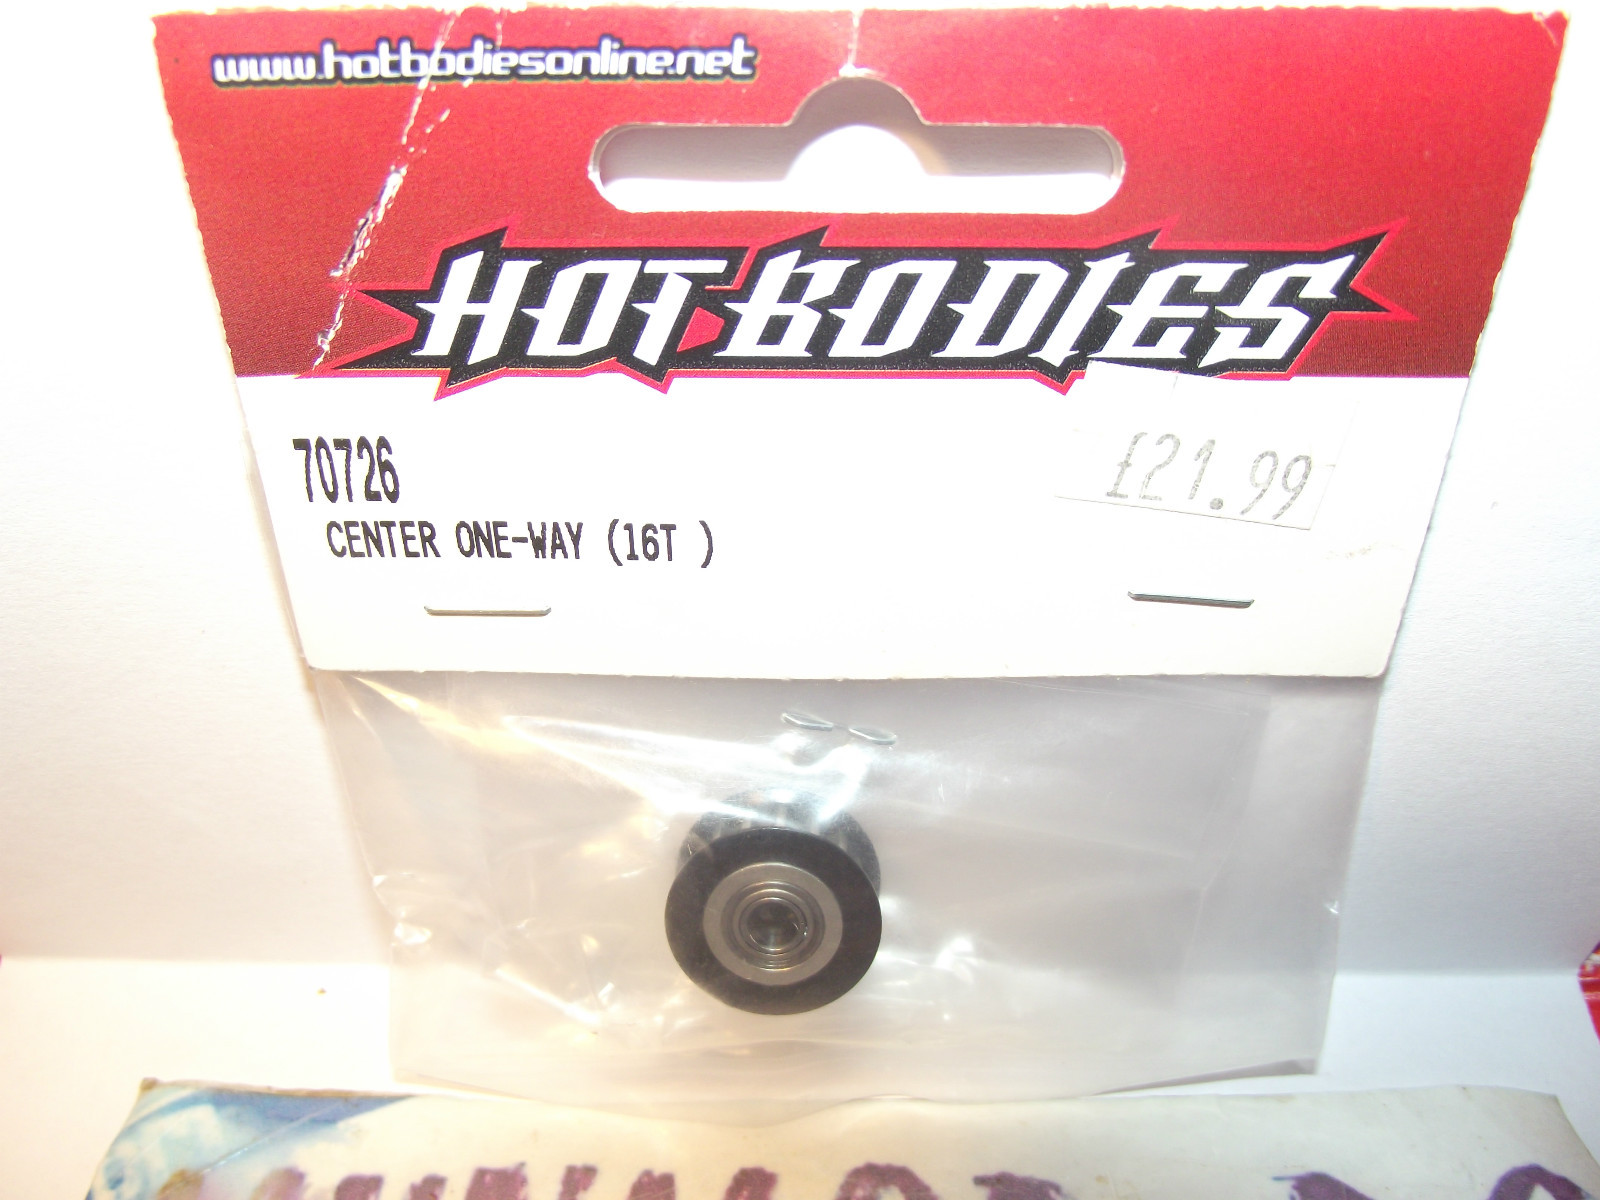 www.hotbodiesonline.net
HOT BODIES
70726
£21.99
CENTER ONE-WAY (16T )